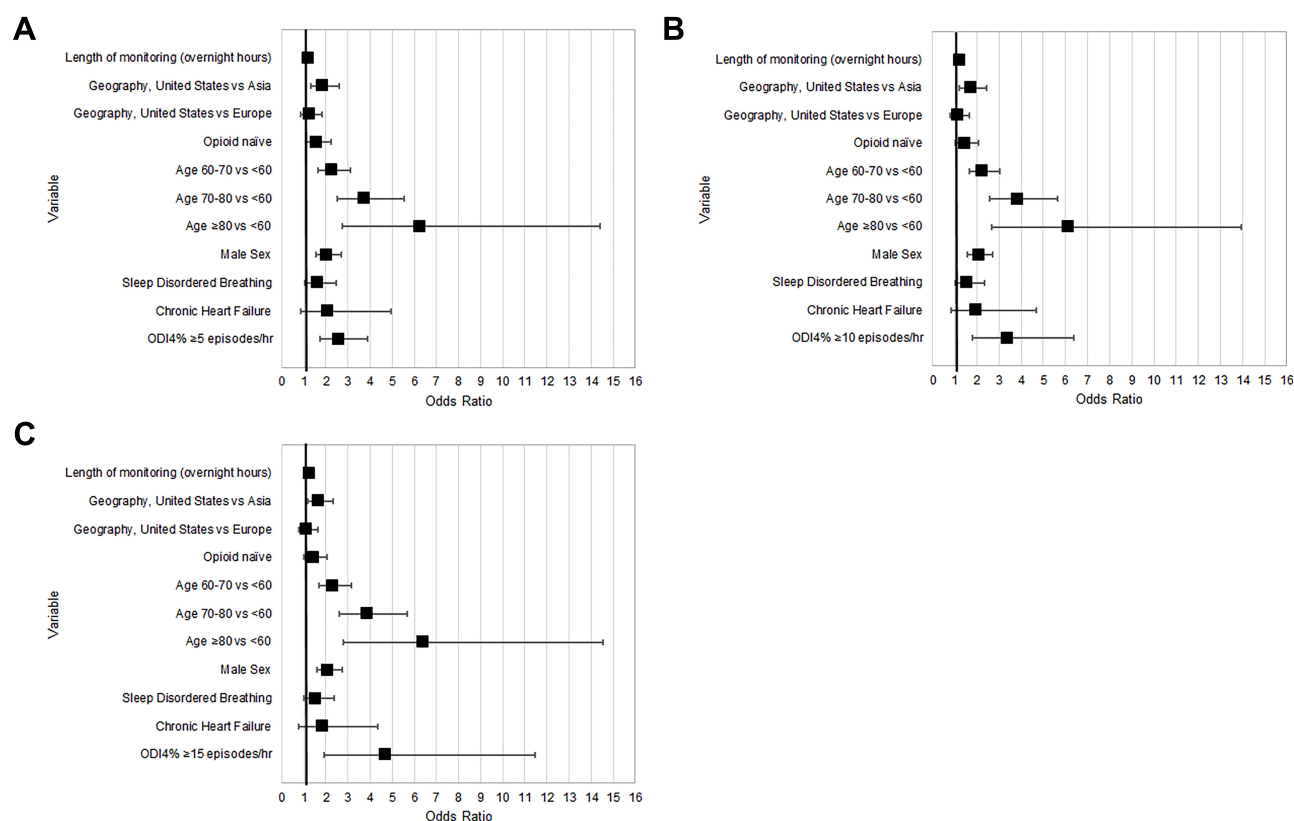 A
Variable
Length of monitoring (overnight hours)
Geography, United States vs Asia
Geography, United States vs Europe
Opioid naïve
Age 60-70 vs <60
Age 70-80 vs <60
Age ≥80 vs <60
Male Sex
Sleep Disordered Breathing
Chronic Heart Failure
ODI4% ≥5 episodes/hr
0 1 2 3 4 5 6 7 8 9 10 11 12 13 14 15 16
Odds Ratio
B
Variable
Length of monitoring (overnight hours)
Geography, United States vs Asia
Geography, United States vs Europe
Opioid naïve
Age 60-70 vs <60
Age 70-80 vs <60
Age ≥80 vs <60
Male Sex
Sleep Disordered Breathing
Chronic Heart Failure
ODI4% ≥10 episodes/hr
0 1 2 3 4 5 6 7 8 9 10 11 12 13 14 15 16
Odds Ratio
C
Variable
Length of monitoring (overnight hours)
Geography, United States vs Asia
Geography, United States vs Europe
Opioid naïve
Age 60-70 vs <60
Age 70-80 vs <60
Age ≥80 vs <60
Male Sex
Sleep Disordered Breathing
Chronic Heart Failure
ODI4% ≥15 episodes/hr
0 1 2 3 4 5 6 7 8 9 10 11 12 13 14 15 16
Odds Ratio